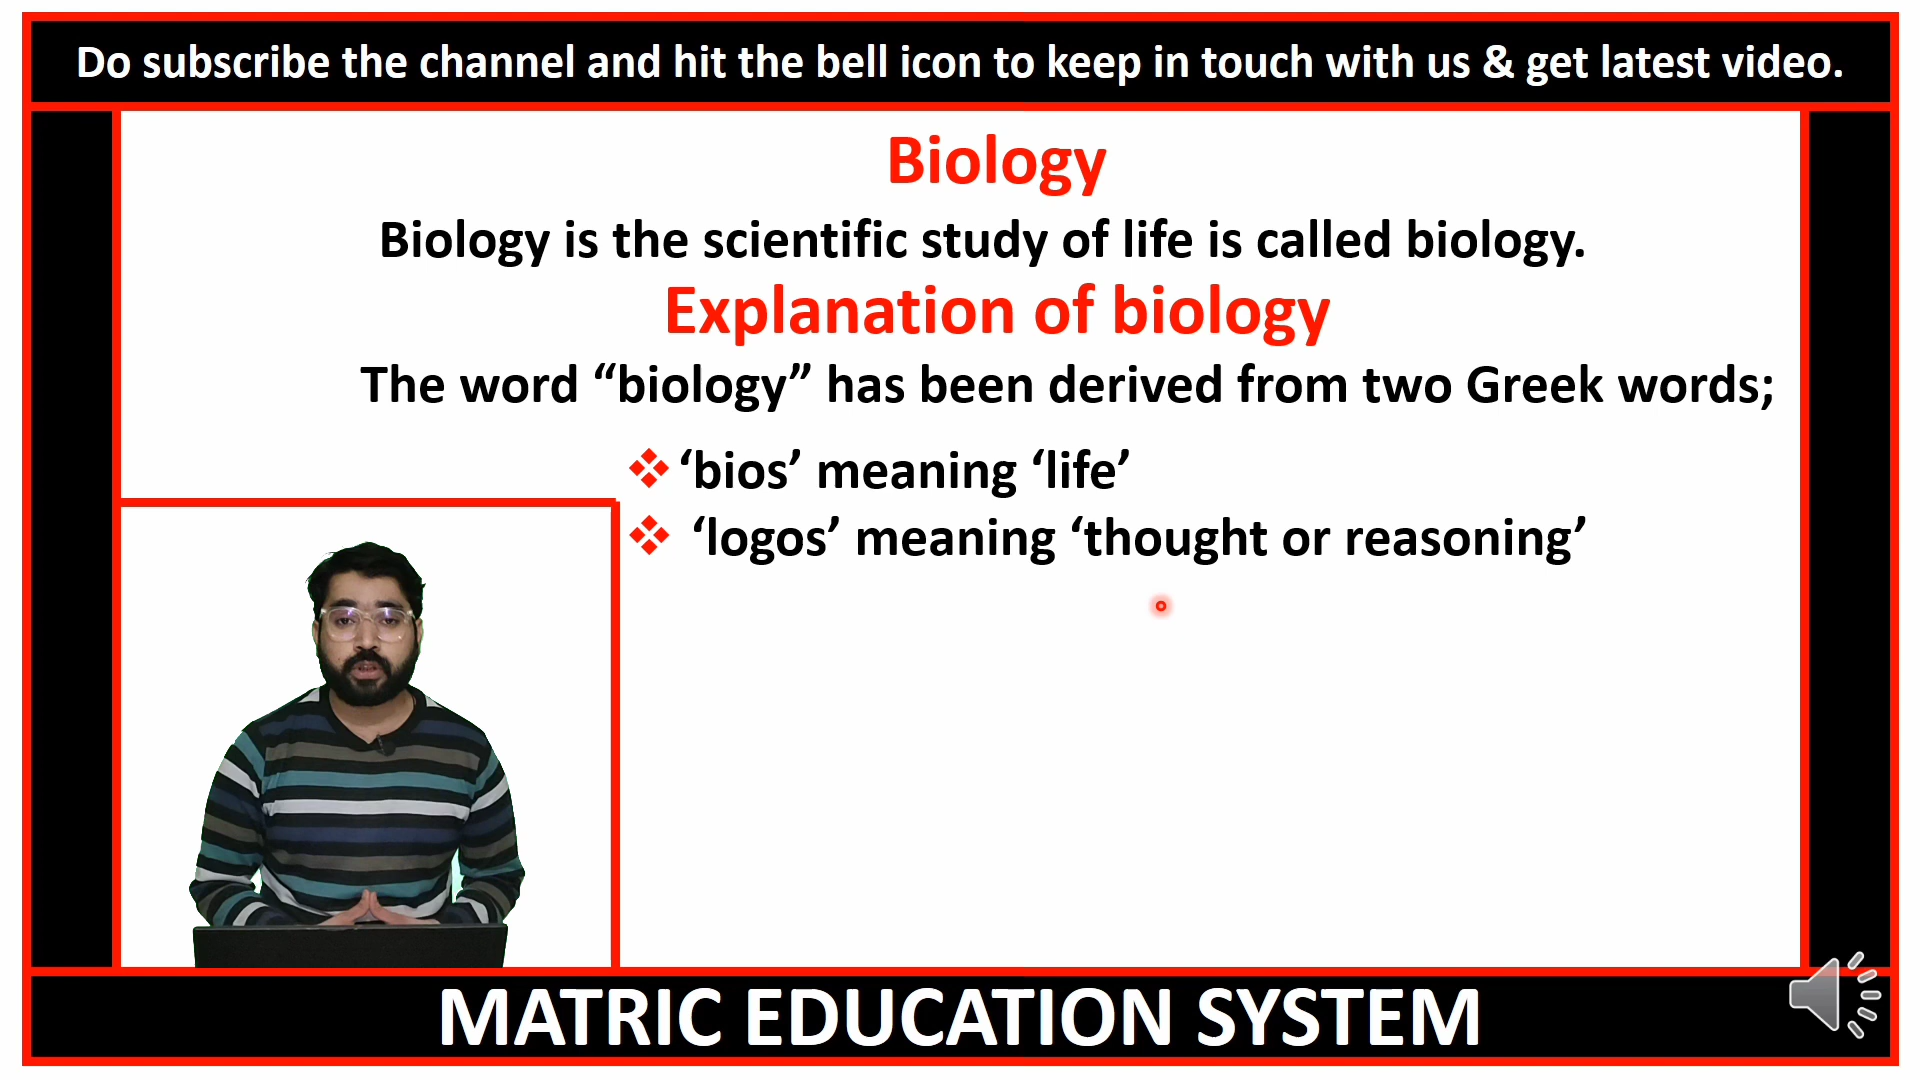 Do subscribe the channel and hit the bell icon to keep in touch with us & get latest video.
Biology
Biology is the scientific study of life is called biology.
Explanation of biology
The word “biology” has been derived from two Greek words;
❖ ‘bios’ meaning ‘life’
❖ ‘logos’ meaning ‘thought or reasoning’
MATRIC EDUCATION SYSTEM